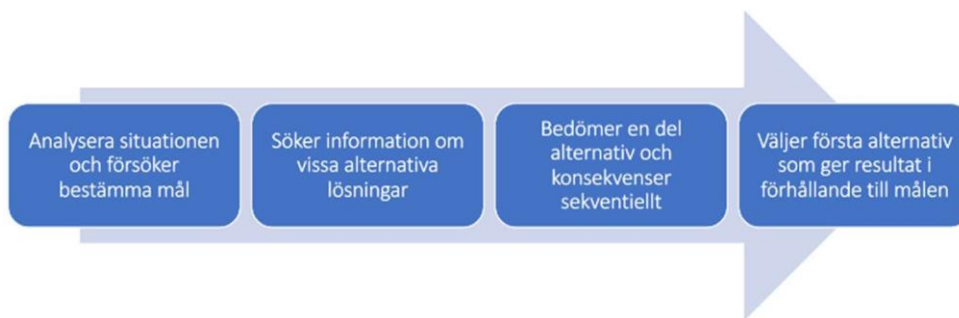 Analysera situationen
och försöker
bestämma mål
Söker information om
vissa alternativa
lösningar
Bedömer en del
alternativ och
konsekvenser
sekventiellt
Väljer första alternativ
som ger resultat i
förhållande till målen